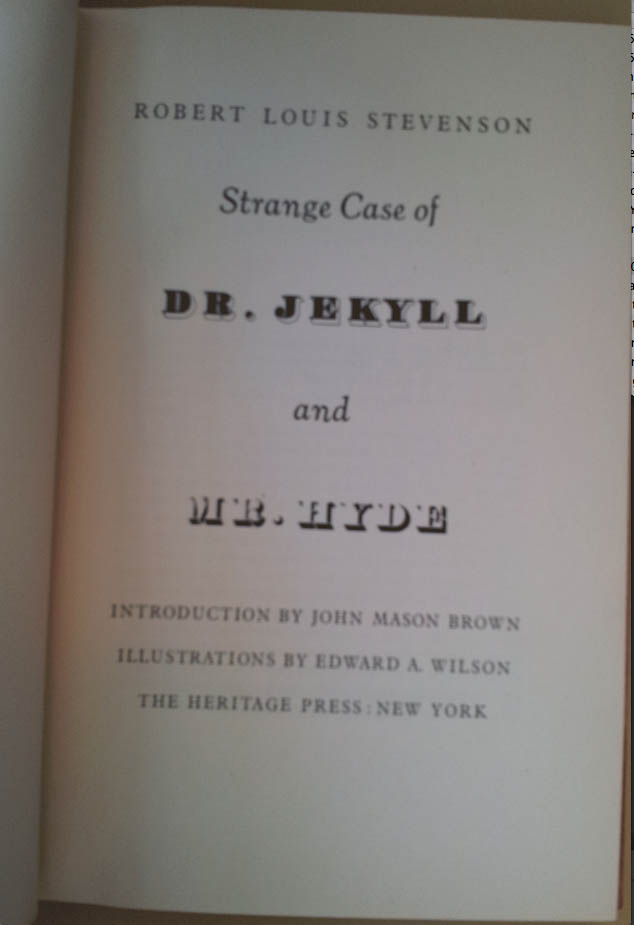 ROBERT LOUIS STEVENSON
Strange Case of
DR. JEKYLL
and
MR. HYDE
INTRODUCTION BY JOHN MASON BROWN
ILLUSTRATIONS BY EDWARD A. WILSON
THE HERITAGE PRESS : NEW YORK